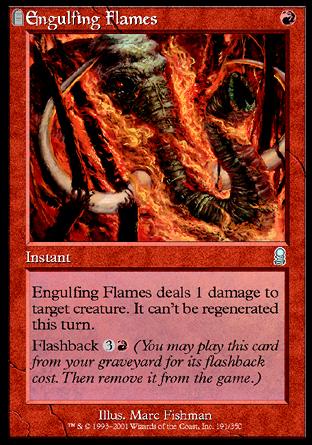 Engulfing Flames
Instant
Engulfing Flames deals 1 damage to
target creature. It can't be regenerated
this turn.
Flashback 3 (You may play this card
from your graveyard for its flashback
cost. Then remove it from the game.)
Illus. Marc Fishman
™ & © 1993-2001 Wizards of the Coast, Inc. 191/350